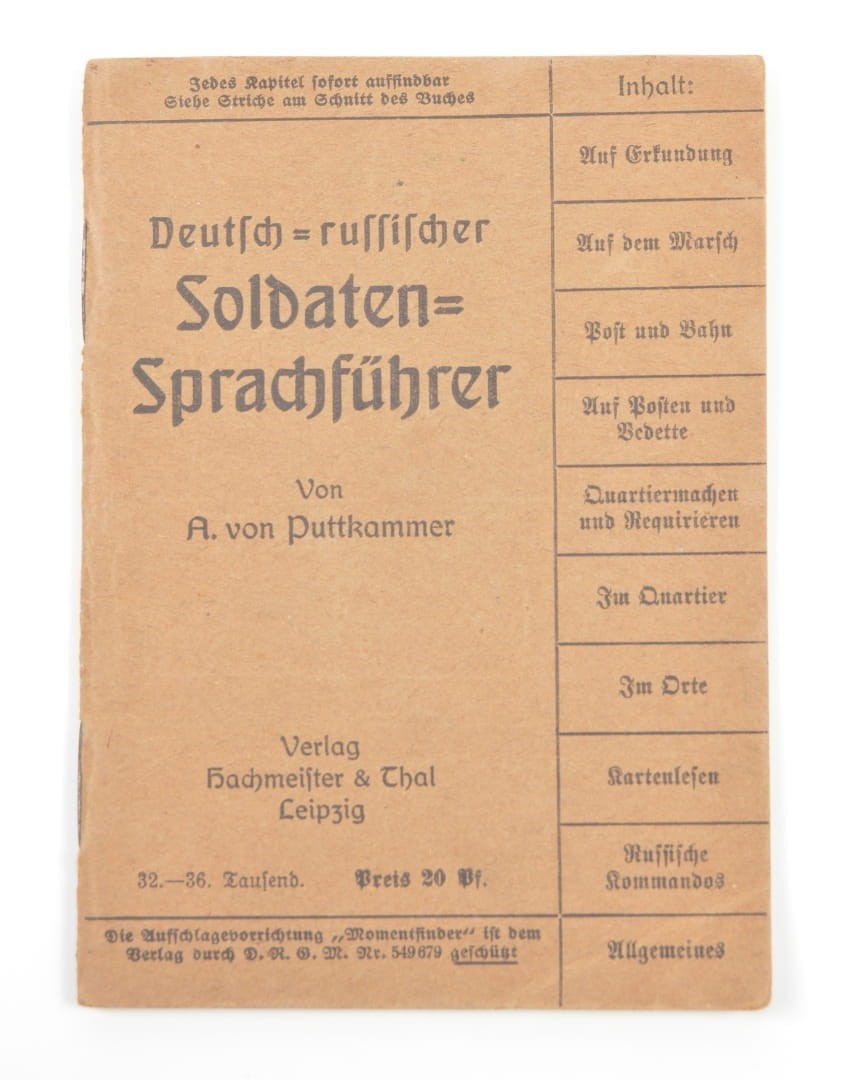 Jedes Kapitel sofort auffindbar
Siehe Striche am Schnitt des Buches
Deutsch=russischer
Soldaten=
Sprachführer
Von
A. von Puttkammer
Verlag
Hachmeister & Thal
Leipzig
32.—36. Tausend. Preis 20 Pf.
Die Aufschlagevorrichtung „Momentfinder“ ist dem
Verlag durch D. R. G. M. Nr. 549679 geschützt
Inhalt:
Auf Erkundung
Auf dem Marsch
Post und Bahn
Auf Posten und
Vedette
Quartiermachen
und Requirieren
Im Quartier
Im Orte
Kartenlesen
Russische
Kommandos
Allgemeines